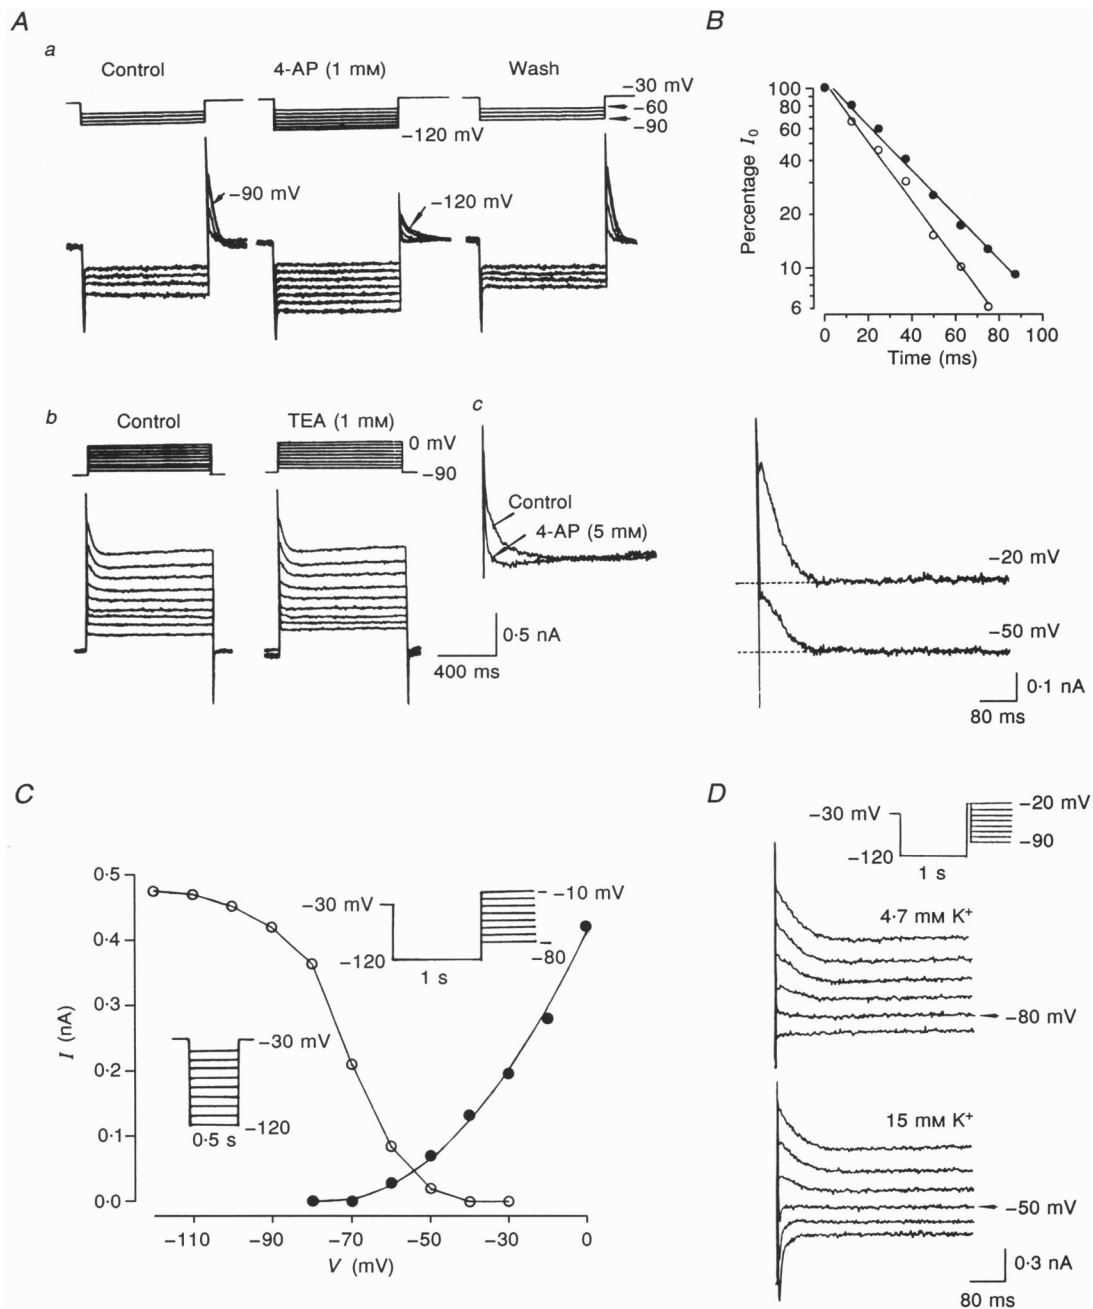 A
a
Control
4-AP (1 mM)
Wash
−30 mV
−60
−90
−120 mV
−90 mV
−120 mV
b
Control
TEA (1 mM)
0 mV
−90
c
Control
4-AP (5 mM)
0·5 nA
400 ms
B
Percentage I0
100
80
60
40
20
10
6
0 20 40 60 80 100
Time (ms)
−20 mV
−50 mV
0·1 nA
80 ms
C
I (nA)
0·5
0·4
0·3
0·2
0·1
0·0
−110 −90 −70 −50 −30 0
V (mV)
−30 mV
−10 mV
−120
−80
1 s
−30 mV
−120
0·5 s
D
−30 mV
−20 mV
−90
−120
1 s
4·7 mM K+
−80 mV
15 mM K+
−50 mV
0·3 nA
80 ms